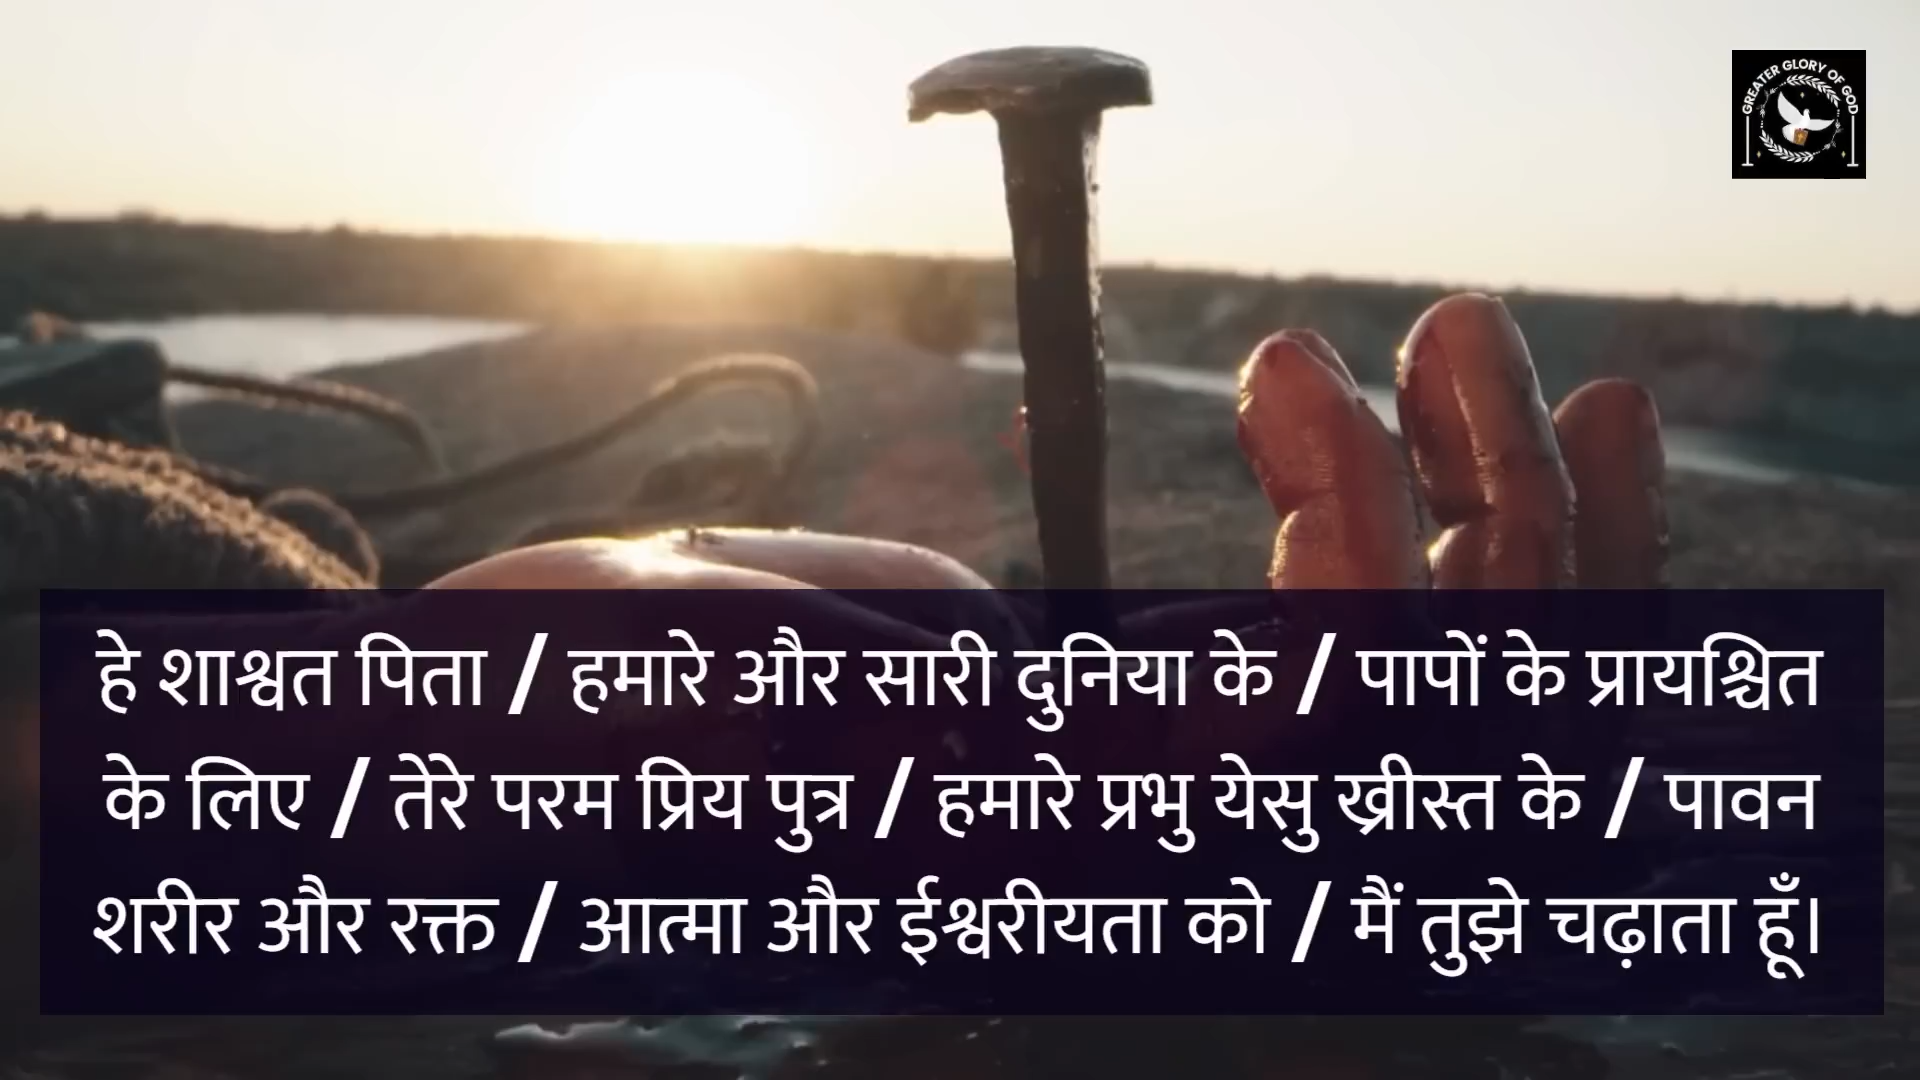 GREATER GLORY OF GOD
हे शाश्वत पिता / हमारे और सारी दुनिया के / पापों के प्रायश्चित
के लिए / तेरे परम प्रिय पुत्र / हमारे प्रभु येसु ख्रीस्त के / पावन
शरीर और रक्त / आत्मा और ईश्वरीयता को / मैं तुझे चढ़ाता हूँ।